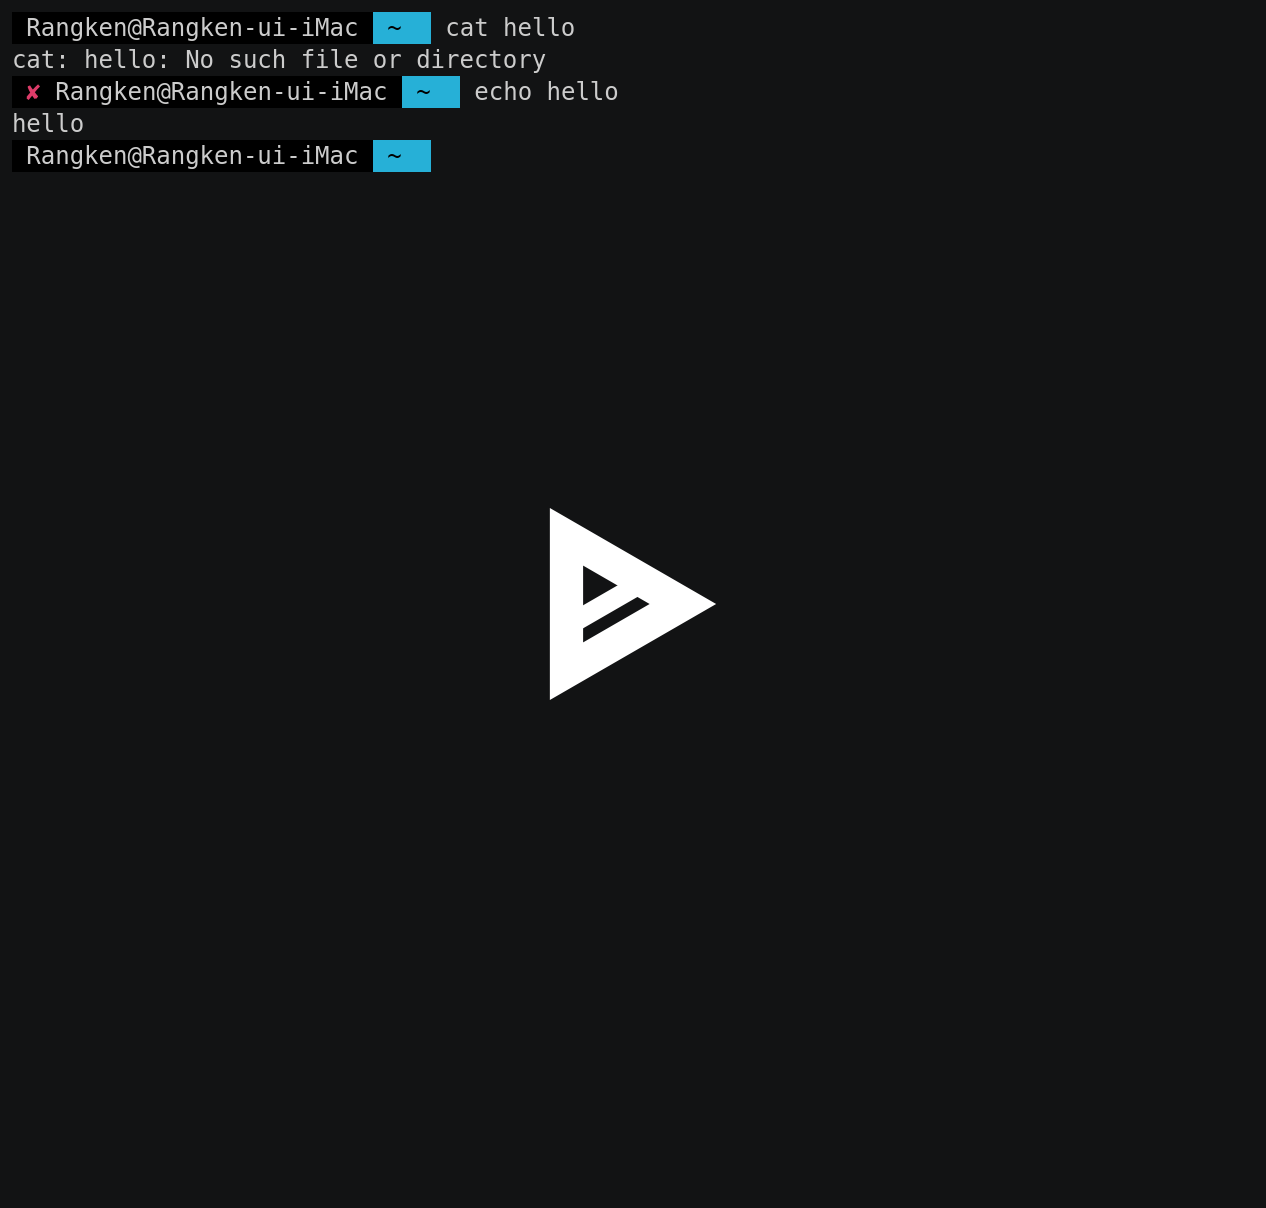 Rangken@Rangken-ui-iMac ~ cat hello
cat: hello: No such file or directory
✘ Rangken@Rangken-ui-iMac ~ echo hello
hello
Rangken@Rangken-ui-iMac ~